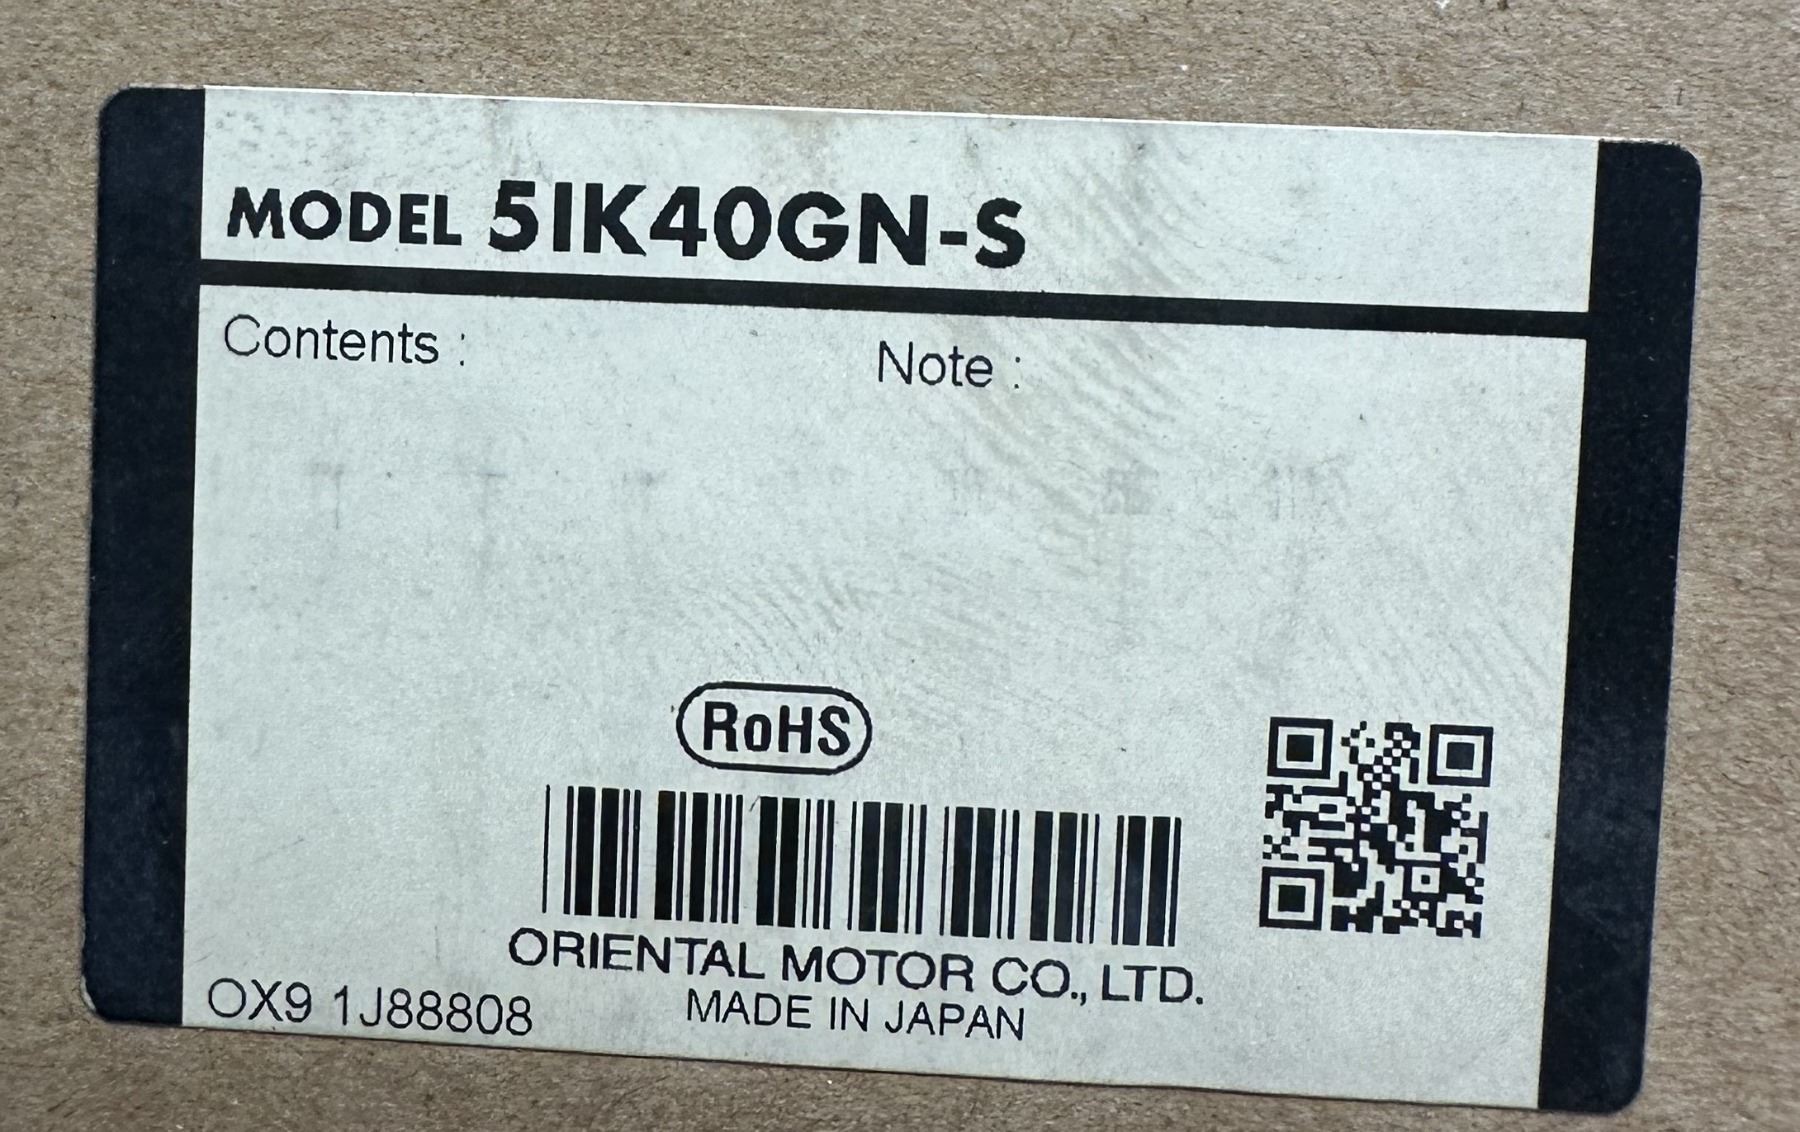 MODEL 5IK40GN-S
Contents :
Note :
RoHS
ORIENTAL MOTOR CO., LTD.
OX9 1J88808
MADE IN JAPAN